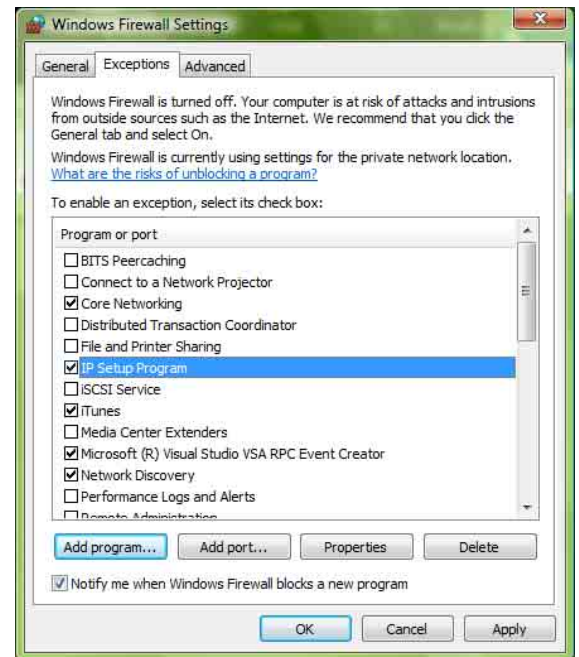 Windows Firewall Settings
General Exceptions Advanced
Windows Firewall is turned off. Your computer is at risk of attacks and intrusions
from outside sources such as the Internet. We recommend that you click the
General tab and select On.
Windows Firewall is currently using settings for the private network location.
What are the risks of unblocking a program?
To enable an exception, select its check box:
Program or port
BITS Peercaching
Connect to a Network Projector
Core Networking
Distributed Transaction Coordinator
File and Printer Sharing
IP Setup Program
iSCSI Service
iTunes
Media Center Extenders
Microsoft (R) Visual Studio VSA RPC Event Creator
Network Discovery
Performance Logs and Alerts
Remote Administration
Add program... Add port... Properties Delete
Notify me when Windows Firewall blocks a new program
OK Cancel Apply